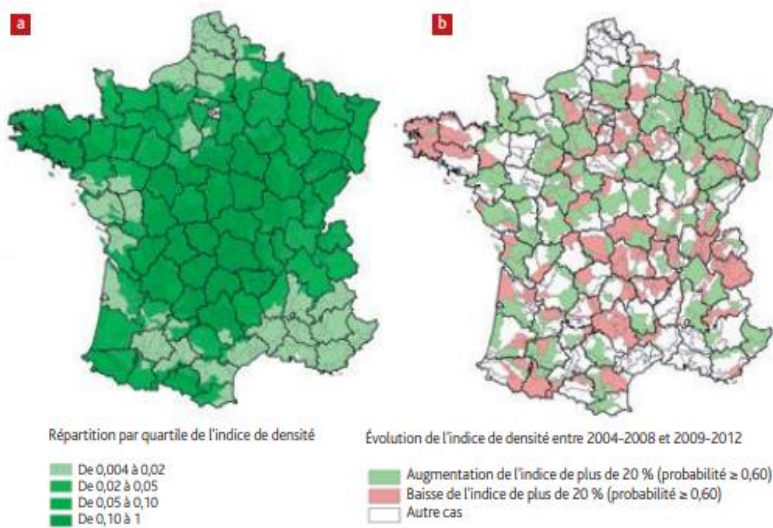 a
b
Répartition par quartile de l'indice de densité
De 0,004 à 0,02
De 0,02 à 0,05
De 0,05 à 0,10
De 0,10 à 1
Évolution de l'indice de densité entre 2004-2008 et 2009-2012
Augmentation de l'indice de plus de 20 % (probabilité ≥ 0,60)
Baisse de l'indice de plus de 20 % (probabilité ≥ 0,60)
Autre cas